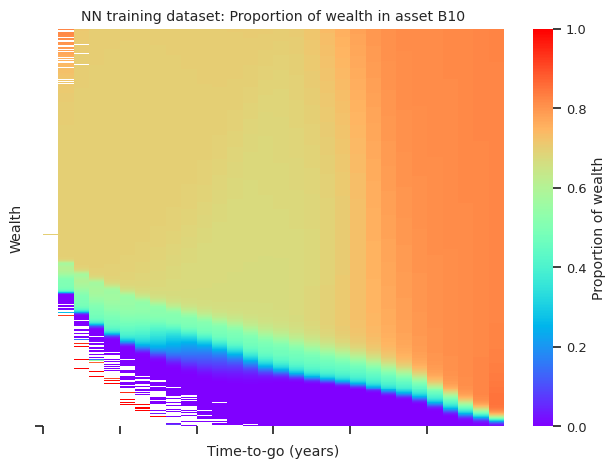 NN training dataset: Proportion of wealth in asset B10
Wealth
Time-to-go (years)
1.0
0.8
0.6
0.4
0.2
0.0
Proportion of wealth